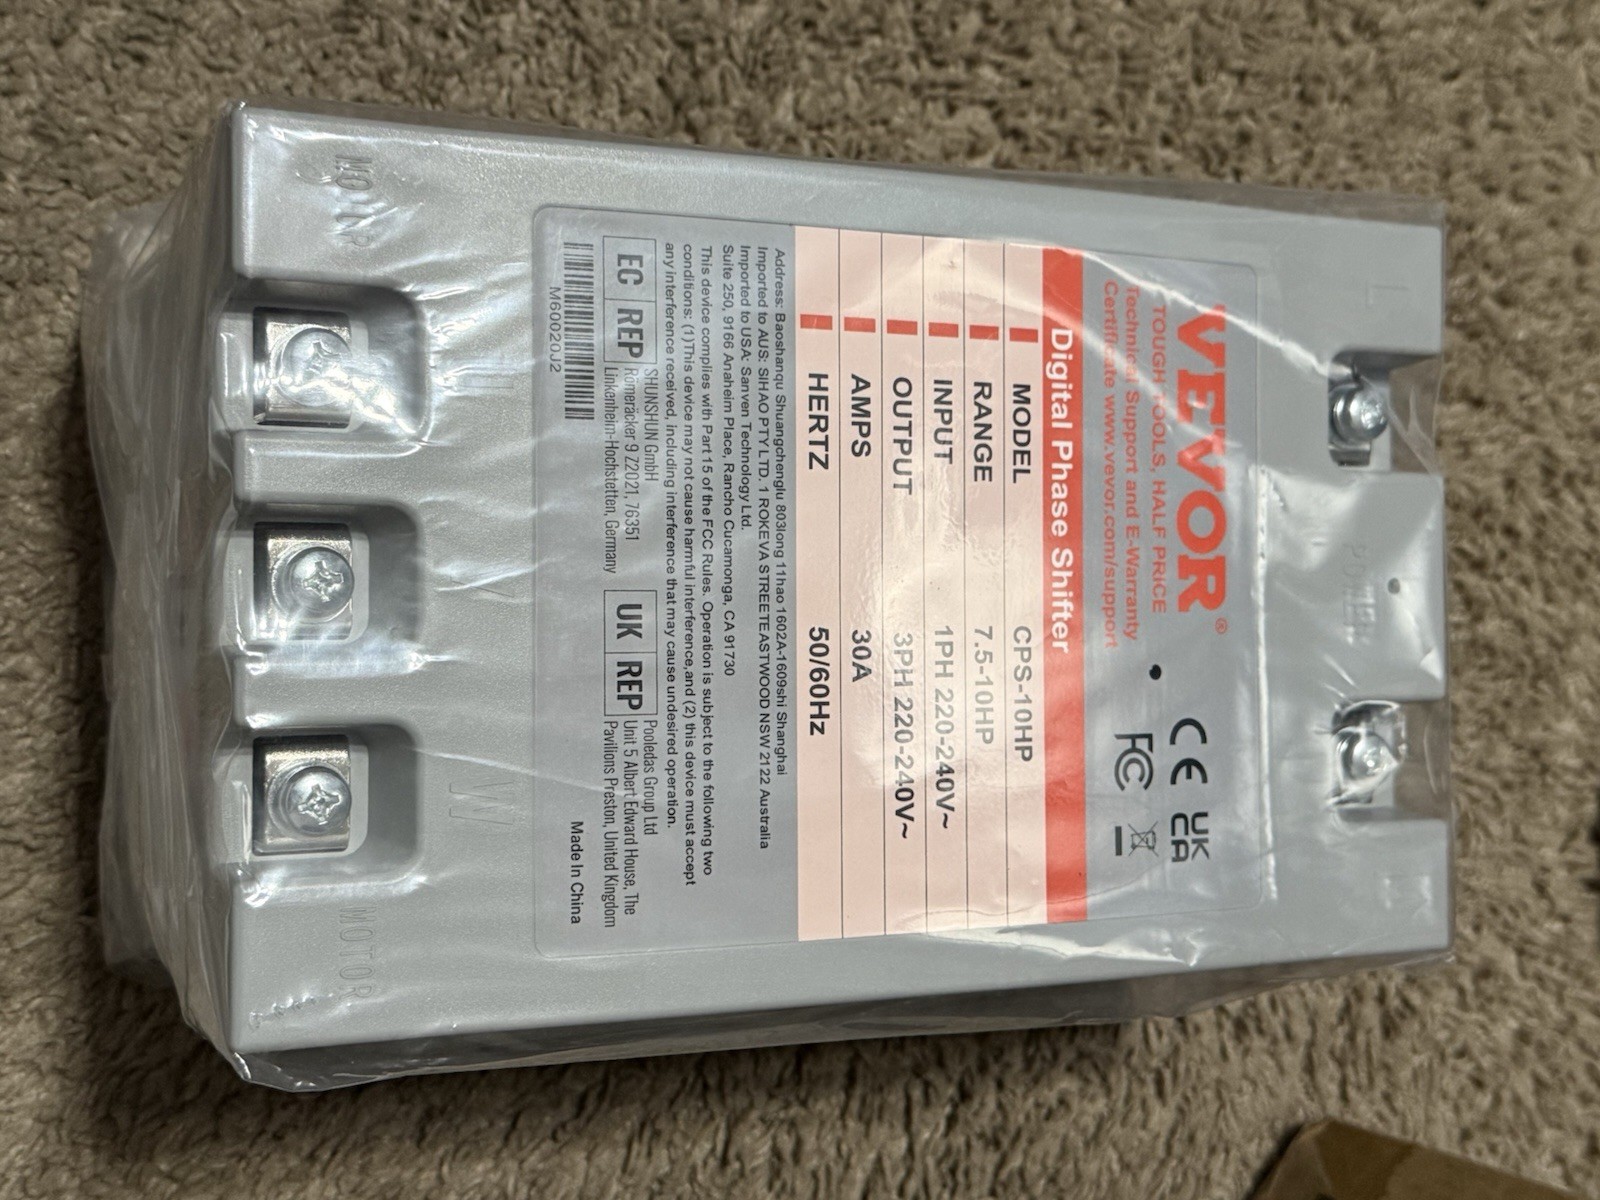 VEVOR®
TOUGH TOOLS, HALF PRICE
Technical Support and E-Warranty
Certificate www.vevor.com/support
CE UK CA
FC
Digital Phase Shifter
MODEL CPS-10HP
RANGE 7.5-10HP
INPUT 1PH 220-240V~
OUTPUT 3PH 220-240V~
AMPS 30A
HERTZ 50/60Hz
Address: Baoshanqu Shuangchenglu 803long 11hao 1602A-1609shi Shanghai
Imported to AUS: SIHAO PTY LTD. 1 ROKEVA STREETEASTWOOD NSW 2122 Australia
Imported to USA: Sanven Technology Ltd.
Suite 250, 9166 Anaheim Place, Rancho Cucamonga, CA 91730
This device complies with Part 15 of the FCC Rules. Operation is subject to the following two
conditions: (1)This device may not cause harmful interference,and (2) this device must accept
any interference received, including interference that may cause undesired operation.
EC REP
SHUNSHUN GmbH
Römeräcker 9 Z2021, 76351
Linkenheim-Hochstetten, Germany
UK REP
Pooledas Group Ltd
Unit 5 Albert Edward House, The
Pavilions Preston, United Kingdom
M60020J2
Made In China
POWER
W
MOTOR